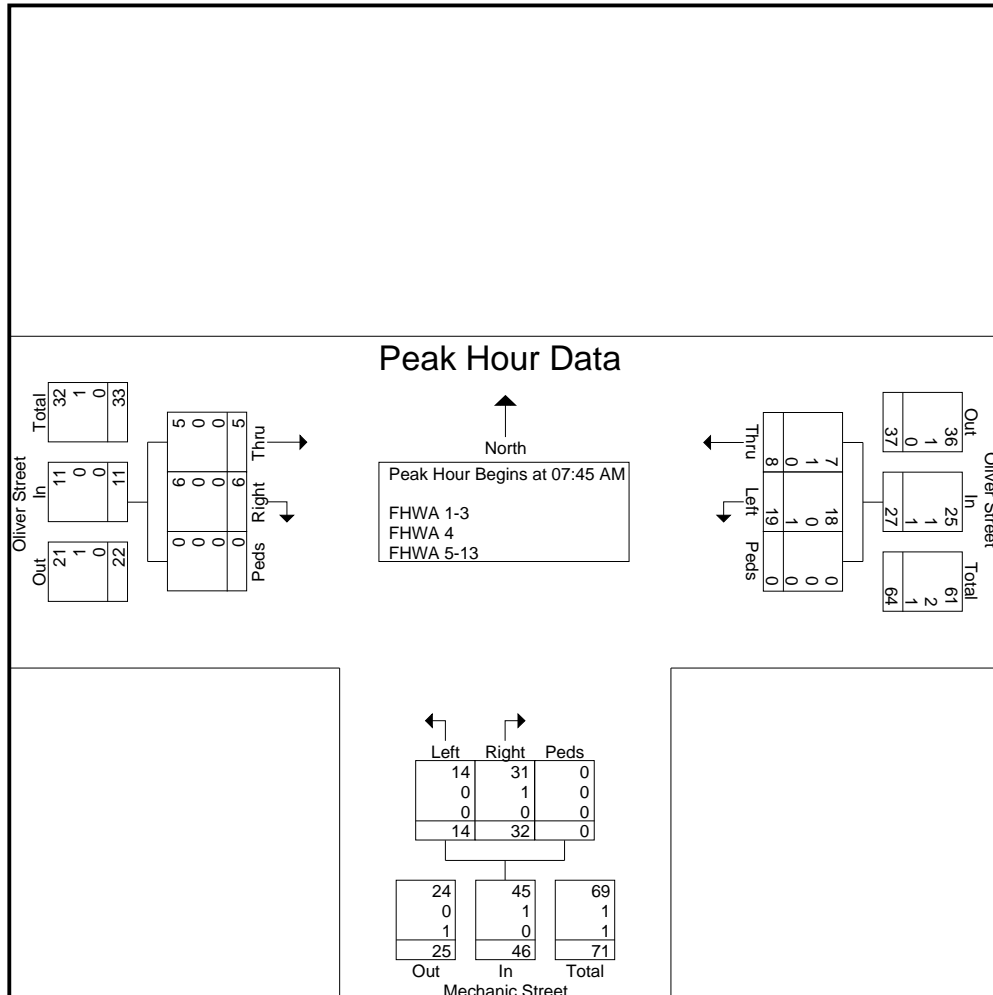 Peak Hour Data
North
Peak Hour Begins at 07:45 AM
FHWA 1-3
FHWA 4
FHWA 5-13
Oliver Street
Out In Total
21 11 32
1 0 1
0 0 0
22 11 33
Peds Right Thru
0 6 5
0 0 0
0 0 0
0 6 5
Oliver Street
Out In Total
36 25 61
1 1 2
0 1 1
37 27 64
Thru Left Peds
7 18 0
1 0 0
0 1 0
8 19 0
Left Right Peds
14 31 0
0 1 0
0 0 0
14 32 0
24 45 69
0 1 1
1 0 1
25 46 71
Out In Total
Mechanic Street